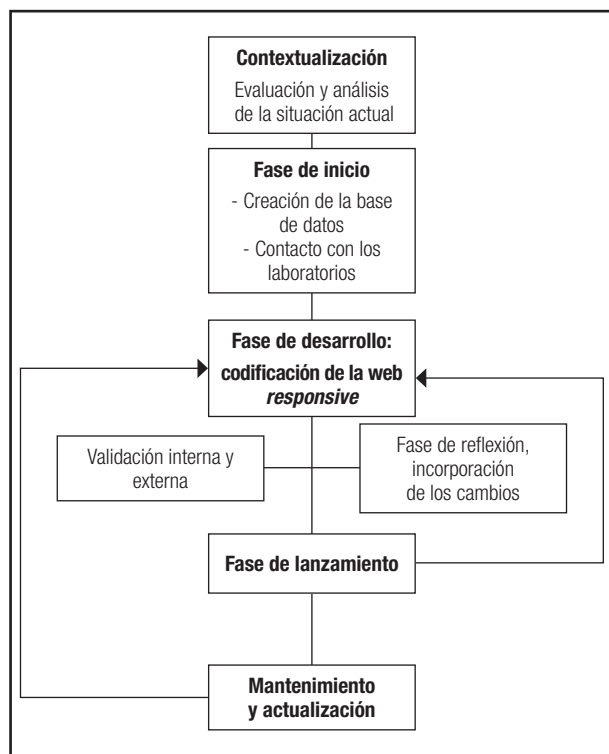 Contextualización
Evaluación y análisis
de la situación actual
Fase de inicio
- Creación de la base
de datos
- Contacto con los
laboratorios
Fase de desarrollo:
codificación de la web
responsive
Validación interna y
externa
Fase de reflexión,
incorporación
de los cambios
Fase de lanzamiento
Mantenimiento
y actualización